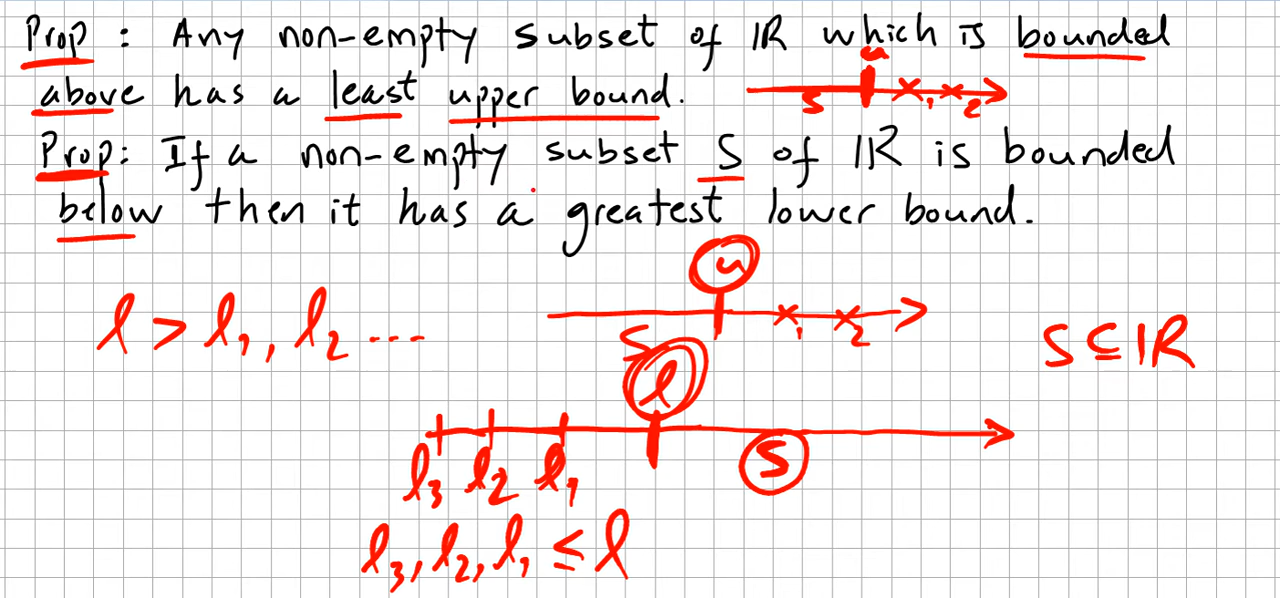 Prop : Any non-empty subset of ℝ which is bounded
above has a least upper bound.
u
S x₁ x₂
Prop: If a non-empty subset S of ℝ is bounded
below then it has a greatest lower bound.
u
l > l₁, l₂ ...
S x₁ x₂
S ⊆ ℝ
l
l₃ l₂ l₁ S
l₃, l₂, l₁ ≤ l